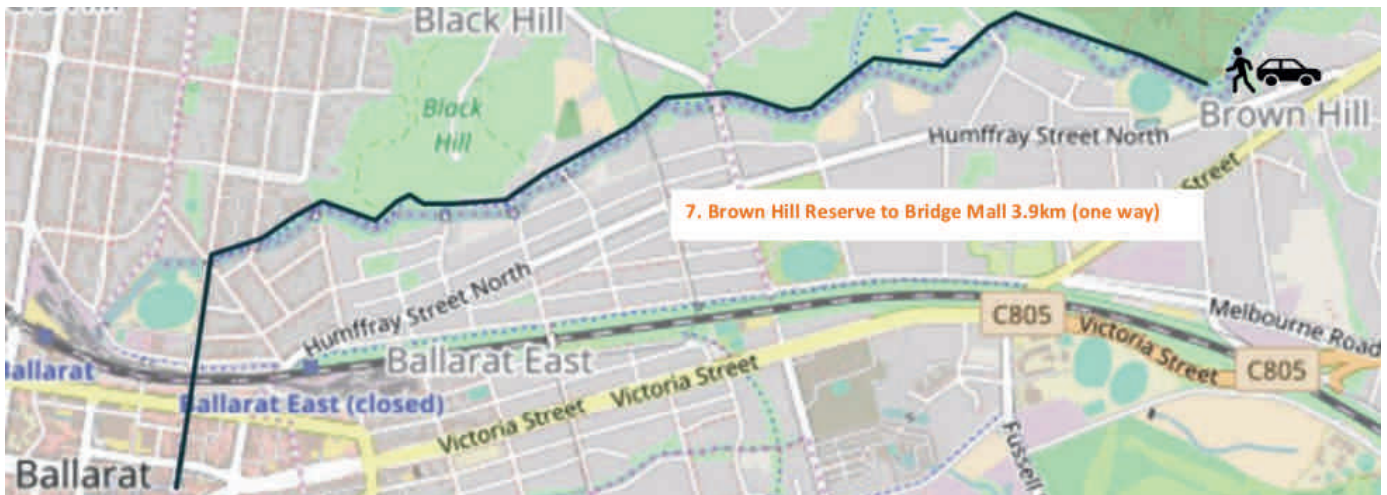 Black Hill
Black
Hill
Brown Hill
Humffray Street North
Street
7. Brown Hill Reserve to Bridge Mall 3.9km (one way)
Humffray Street North
C805
Melbourne Road
Victoria Street
C805
Ballarat East
Victoria Street
Ballarat
Ballarat East (closed)
Victoria Street
Fussell
Ballarat